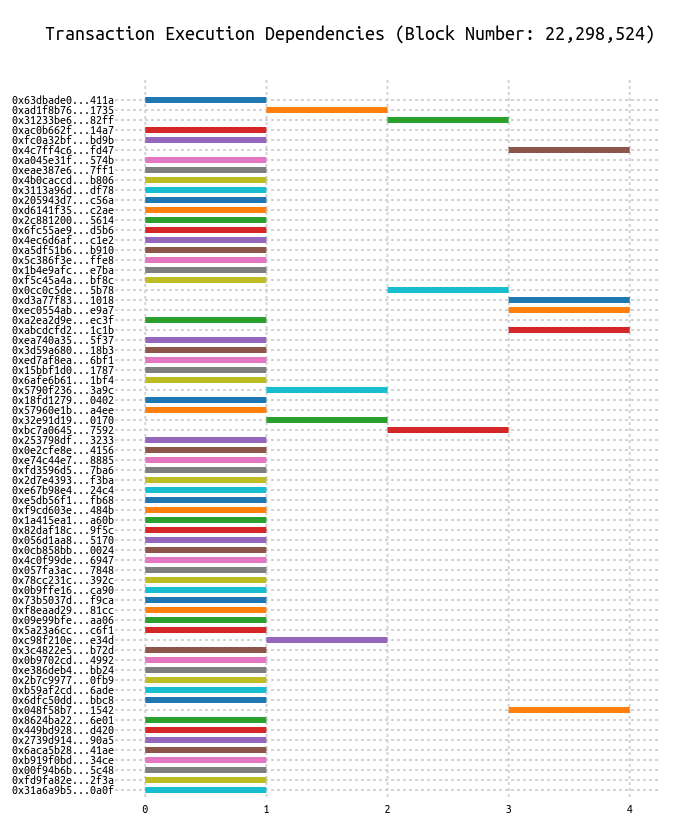 Transaction Execution Dependencies (Block Number: 22,298,524)
0x63dbade0...411a
0xad1f8b76...1735
0x31233be6...82ff
0xac0b662f...14a7
0xfc0a32bf...bd9b
0x4c7ff4c6...fd47
0xa045e31f...574b
0xeae387e6...7ff1
0x4b0caccd...b806
0x3113a96d...df78
0x205943d7...c56a
0xd6141f35...c2ae
0x2c881200...5614
0x6fc55ae9...d5b6
0x4ec6d6af...c1e2
0xa5df51b6...b910
0x5c386f3e...ffe8
0x1b4e9afc...e7ba
0xf5c45a4a...bf8c
0x0cc0c5de...5b78
0xd3a77f83...1018
0xec0554ab...e9a7
0xa2ea2d9e...ec3f
0xabcdcfd2...1c1b
0xea740a35...5f37
0x3d59a680...18b3
0xed7af8ea...6bf1
0x15bbf1d0...1787
0x6afe6b61...1bf4
0x5790f236...3a9c
0x18fd1279...0402
0x57960e1b...a4ee
0x32e91d19...0170
0xbc7a0645...7592
0x253798df...3233
0x0e2cfe8e...4156
0xe74c44e7...8885
0xfd3596d5...7ba6
0x2d7e4393...f3ba
0xe67b98e4...24c4
0xe5db56f1...fb68
0xf9cd603e...484b
0x1a415ea1...a60b
0x82daf18c...9f5c
0x056d1aa8...5170
0x0cb858bb...0024
0x4c0f99de...6947
0x057fa3ac...7848
0x78cc231c...392c
0x0b9ffe16...ca90
0x73b5037d...f9ca
0xf8eaad29...81cc
0x09e99bfe...aa06
0x5a23a6cc...c6f1
0xc98f210e...e34d
0x3c4822e5...b72d
0x0b9702cd...4992
0xe386deb4...bb24
0x2b7c9977...0fb9
0xb59af2cd...6ade
0x6dfc50dd...bbc8
0x048f58b7...1542
0x8624ba22...6e01
0x449bd928...d420
0x2739d914...90a5
0x6aca5b28...41ae
0xb919f0bd...34ce
0x00f94b6b...5c48
0xfd9fa82e...2f3a
0x31a6a9b5...0a0f
0 1 2 3 4